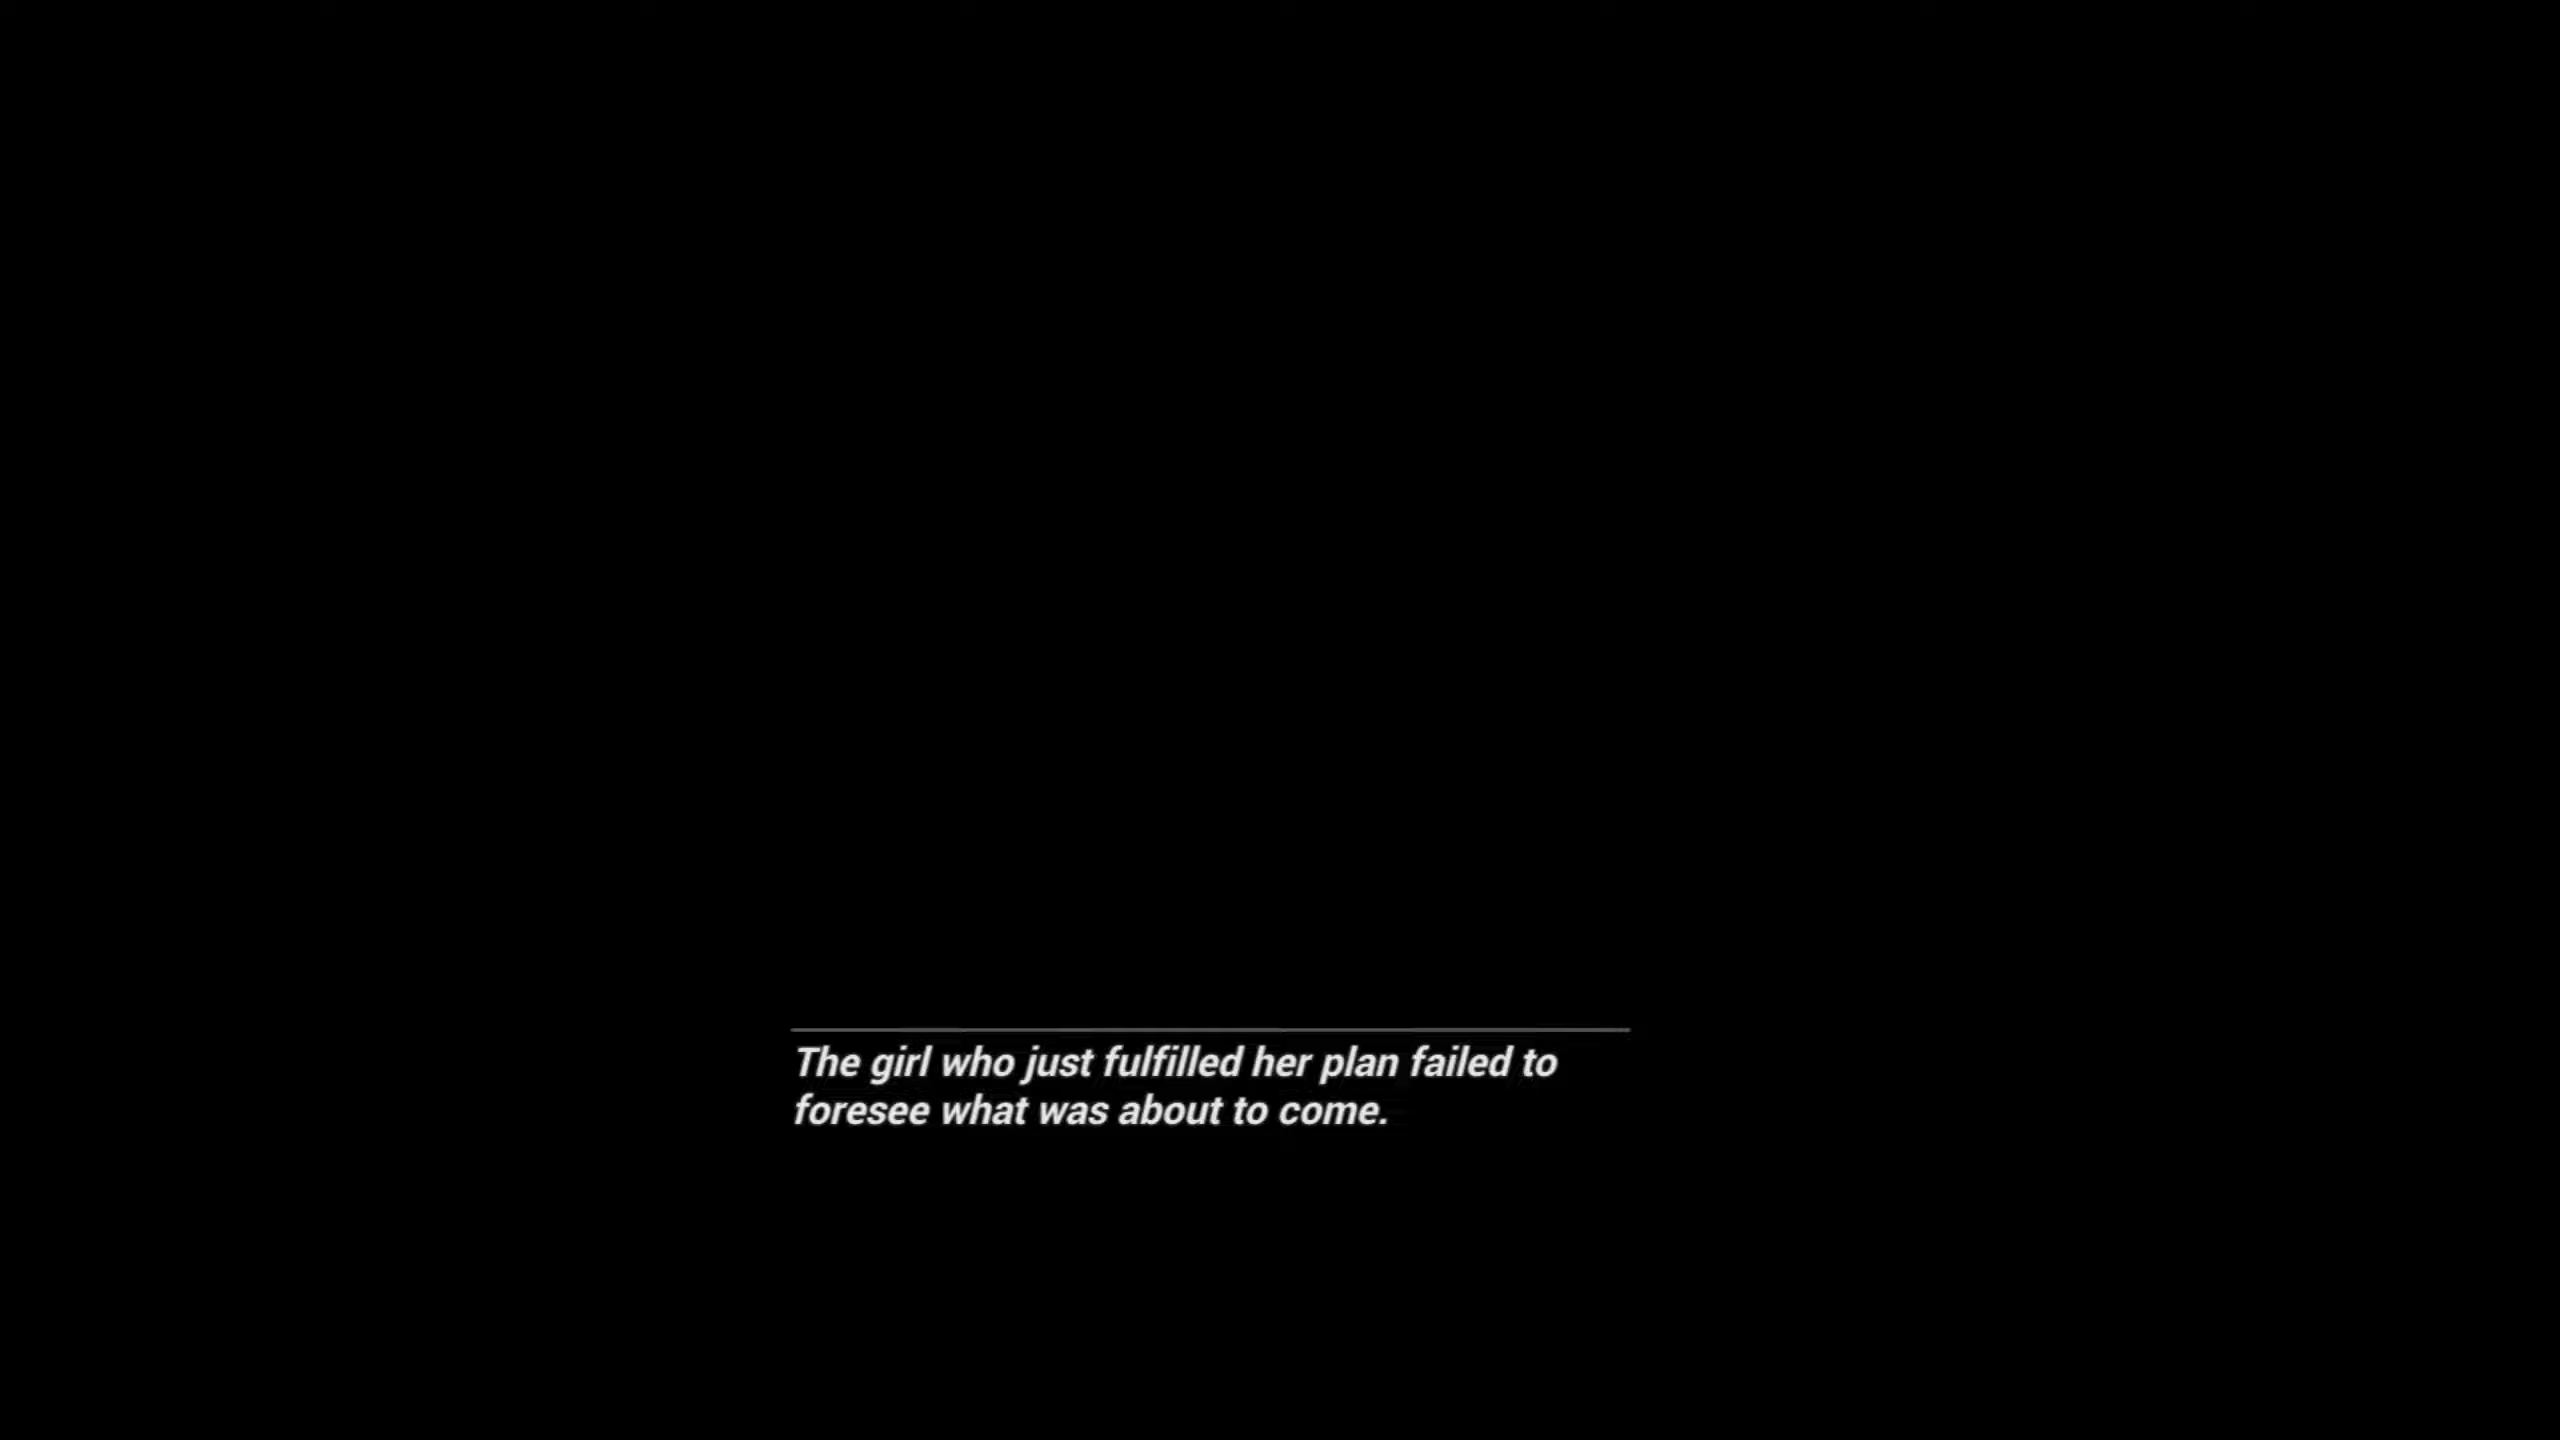 The girl who just fulfilled her plan failed to
foresee what was about to come.